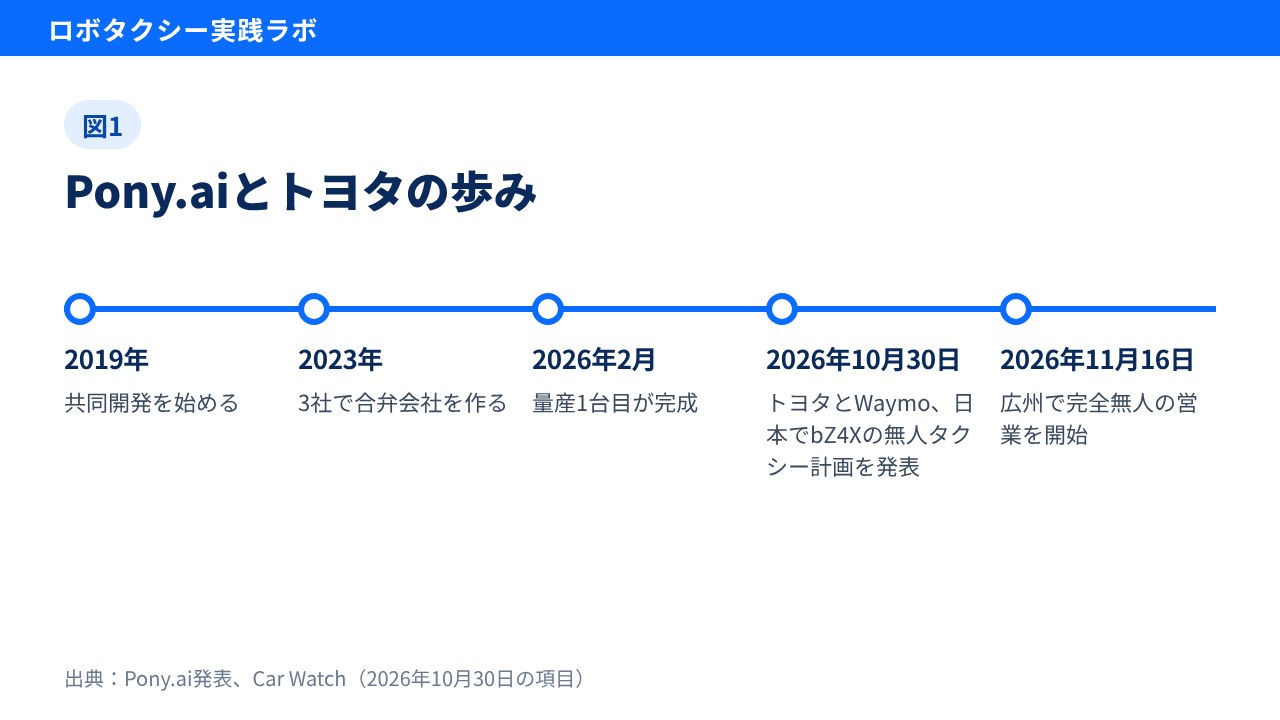 ロボタクシー実践ラボ
図1
Pony.aiとトヨタの歩み
2019年
共同開発を始める
2023年
3社で合弁会社を作る
2026年2月
量産1台目が完成
2026年10月30日
トヨタとWaymo、日
本でbZ4Xの無人タク
シー計画を発表
2026年11月16日
広州で完全無人の営
業を開始
出典：Pony.ai発表、Car Watch（2026年10月30日の項目）